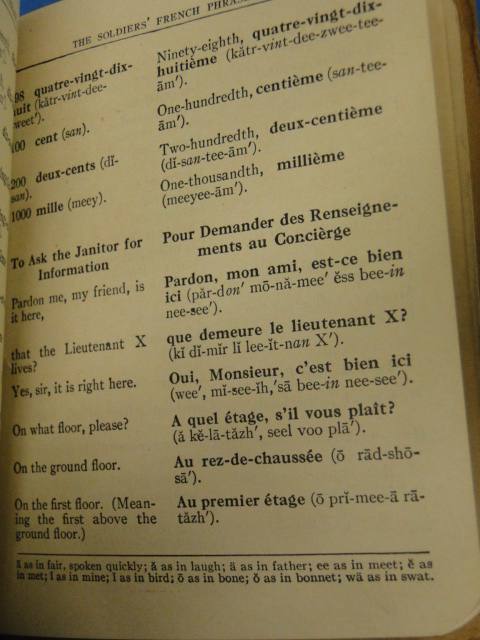 THE SOLDIERS' FRENCH PHRAS
98 quatre-vingt-dix-
huit (kătr-vint-dee-
zweet').
100 cent (san).
200 deux-cents (dĭ-
san).
1000 mille (meey).
Ninety-eighth, quatre-vingt-dix-
huitième (kătr-vint-dee-zwee-tee-
ām').
One-hundredth, centième (san-tee-
ām').
Two-hundredth, deux-centième
(dĭ-san-tee-ām').
One-thousandth, millième
(meeyee-ām').
To Ask the Janitor for
Information
Pour Demander des Renseigne-
ments au Concièrge
Pardon me, my friend, is
it here,
Pardon, mon ami, est-ce bien
ici (păr-don' mō-nă-mee' ĕss bee-in
nee-see').
that the Lieutenant X
lives?
que demeure le lieutenant X?
(kĭ dĭ-mĭr lĭ lee-ĭt-nan X').
Yes, sir, it is right here.
Oui, Monsieur, c'est bien ici
(wee', mĭ-see-ĭh,'sā bee-in nee-see').
On what floor, please?
A quel étage, s'il vous plaît?
(ă kĕ-lā-tăzh', seel voo plā').
On the ground floor.
Au rez-de-chaussée (ō rād-shō-
sā').
On the first floor. (Mean-
ing the first above the
ground floor.)
Au premier étage (ō prĭ-mee-ā rā-
tăzh').
ā as in fair, spoken quickly; ă as in laugh; ä as in father; ee as in meet; ĕ as
in met; ī as in mine; ĭ as in bird; ō as in bone; ŏ as in bonnet; wä as in swat.